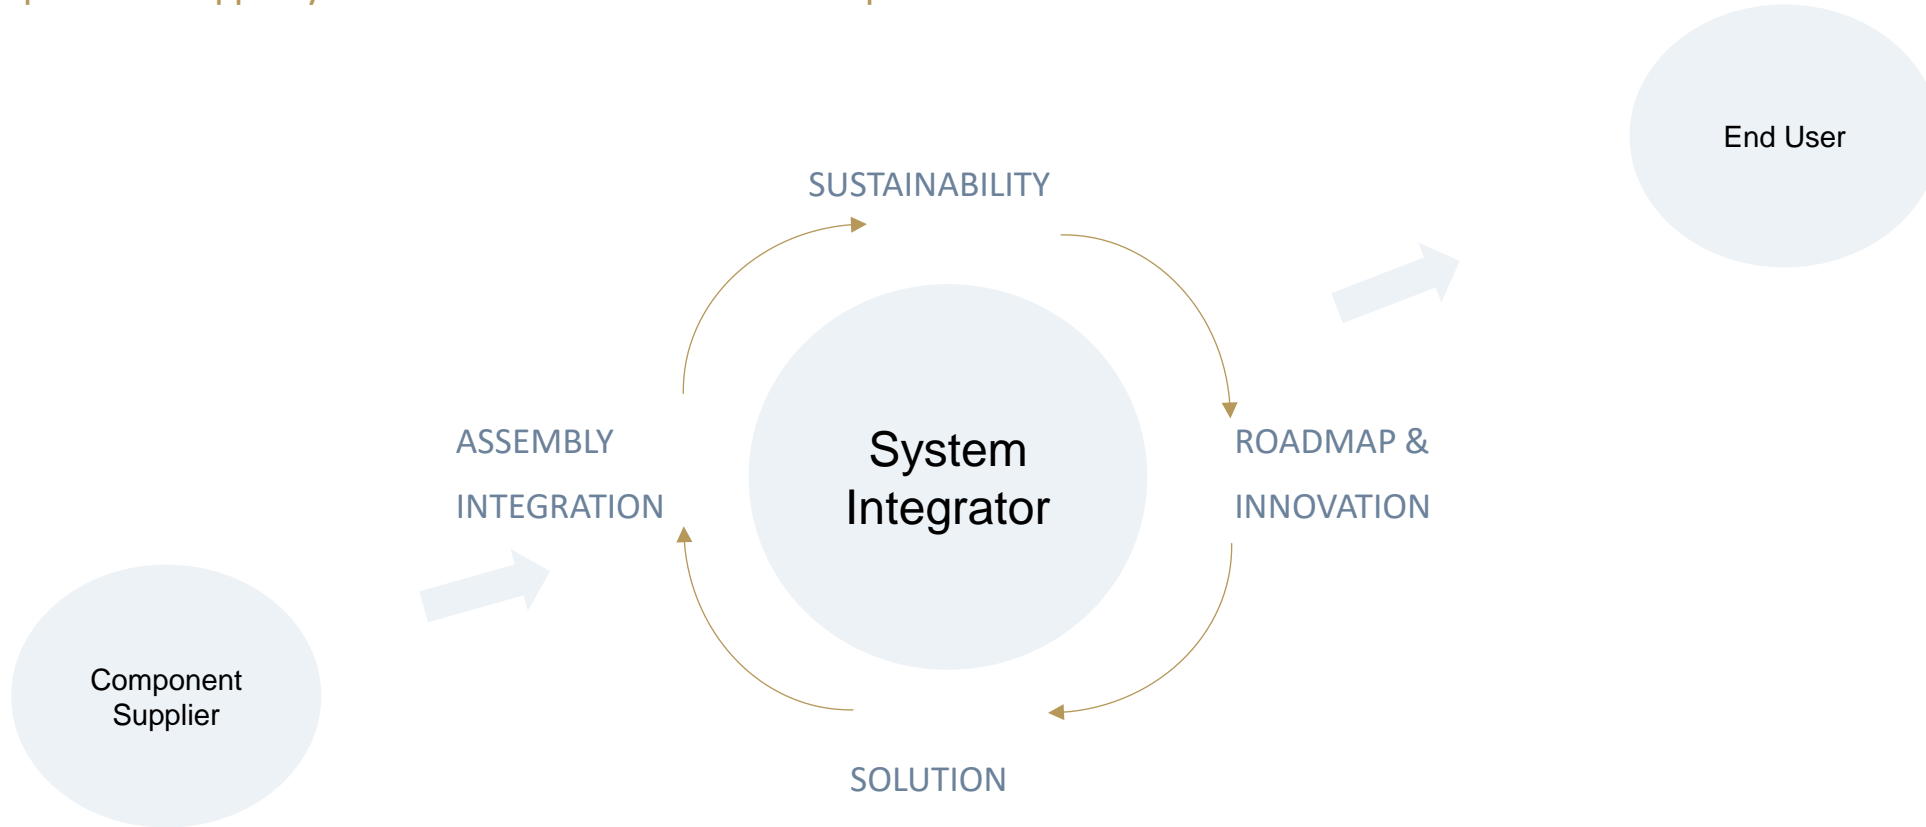 End User
SUSTAINABILITY
System
Integrator
ASSEMBLY
INTEGRATION
ROADMAP &
INNOVATION
Component
Supplier
SOLUTION